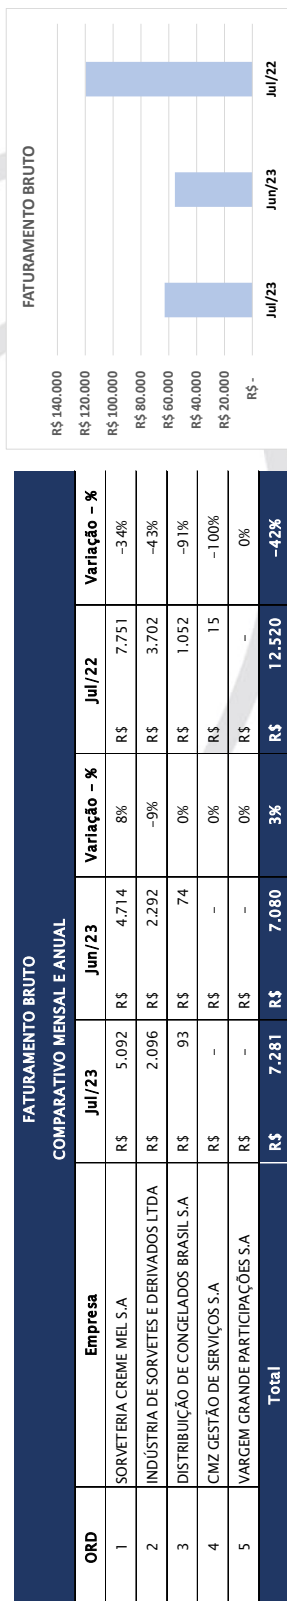 FATURAMENTO BRUTO
COMPARATIVO MENSAL E ANUAL
ORD Empresa Jul/23 Jun/23 Variação - % Jul/22 Variação - %
1 SORVETERIA CREME MEL S.A R$ 5.092 R$ 4.714 8% R$ 7.751 -34%
2 INDÚSTRIA DE SORVETES E DERIVADOS LTDA R$ 2.096 R$ 2.292 -9% R$ 3.702 -43%
3 DISTRIBUIÇÃO DE CONGELADOS BRASIL S.A R$ 93 R$ 74 0% R$ 1.052 -91%
4 CMZ GESTÃO DE SERVIÇOS S.A R$ - R$ - 0% R$ 15 -100%
5 VARGEM GRANDE PARTICIPAÇÕES S.A R$ - R$ - 0% R$ - 0%
Total R$ 7.281 R$ 7.080 3% R$ 12.520 -42%
FATURAMENTO BRUTO
R$ 140.000
R$ 120.000
R$ 100.000
R$ 80.000
R$ 60.000
R$ 40.000
R$ 20.000
R$ -
Jul/23 Jun/23 Jul/22